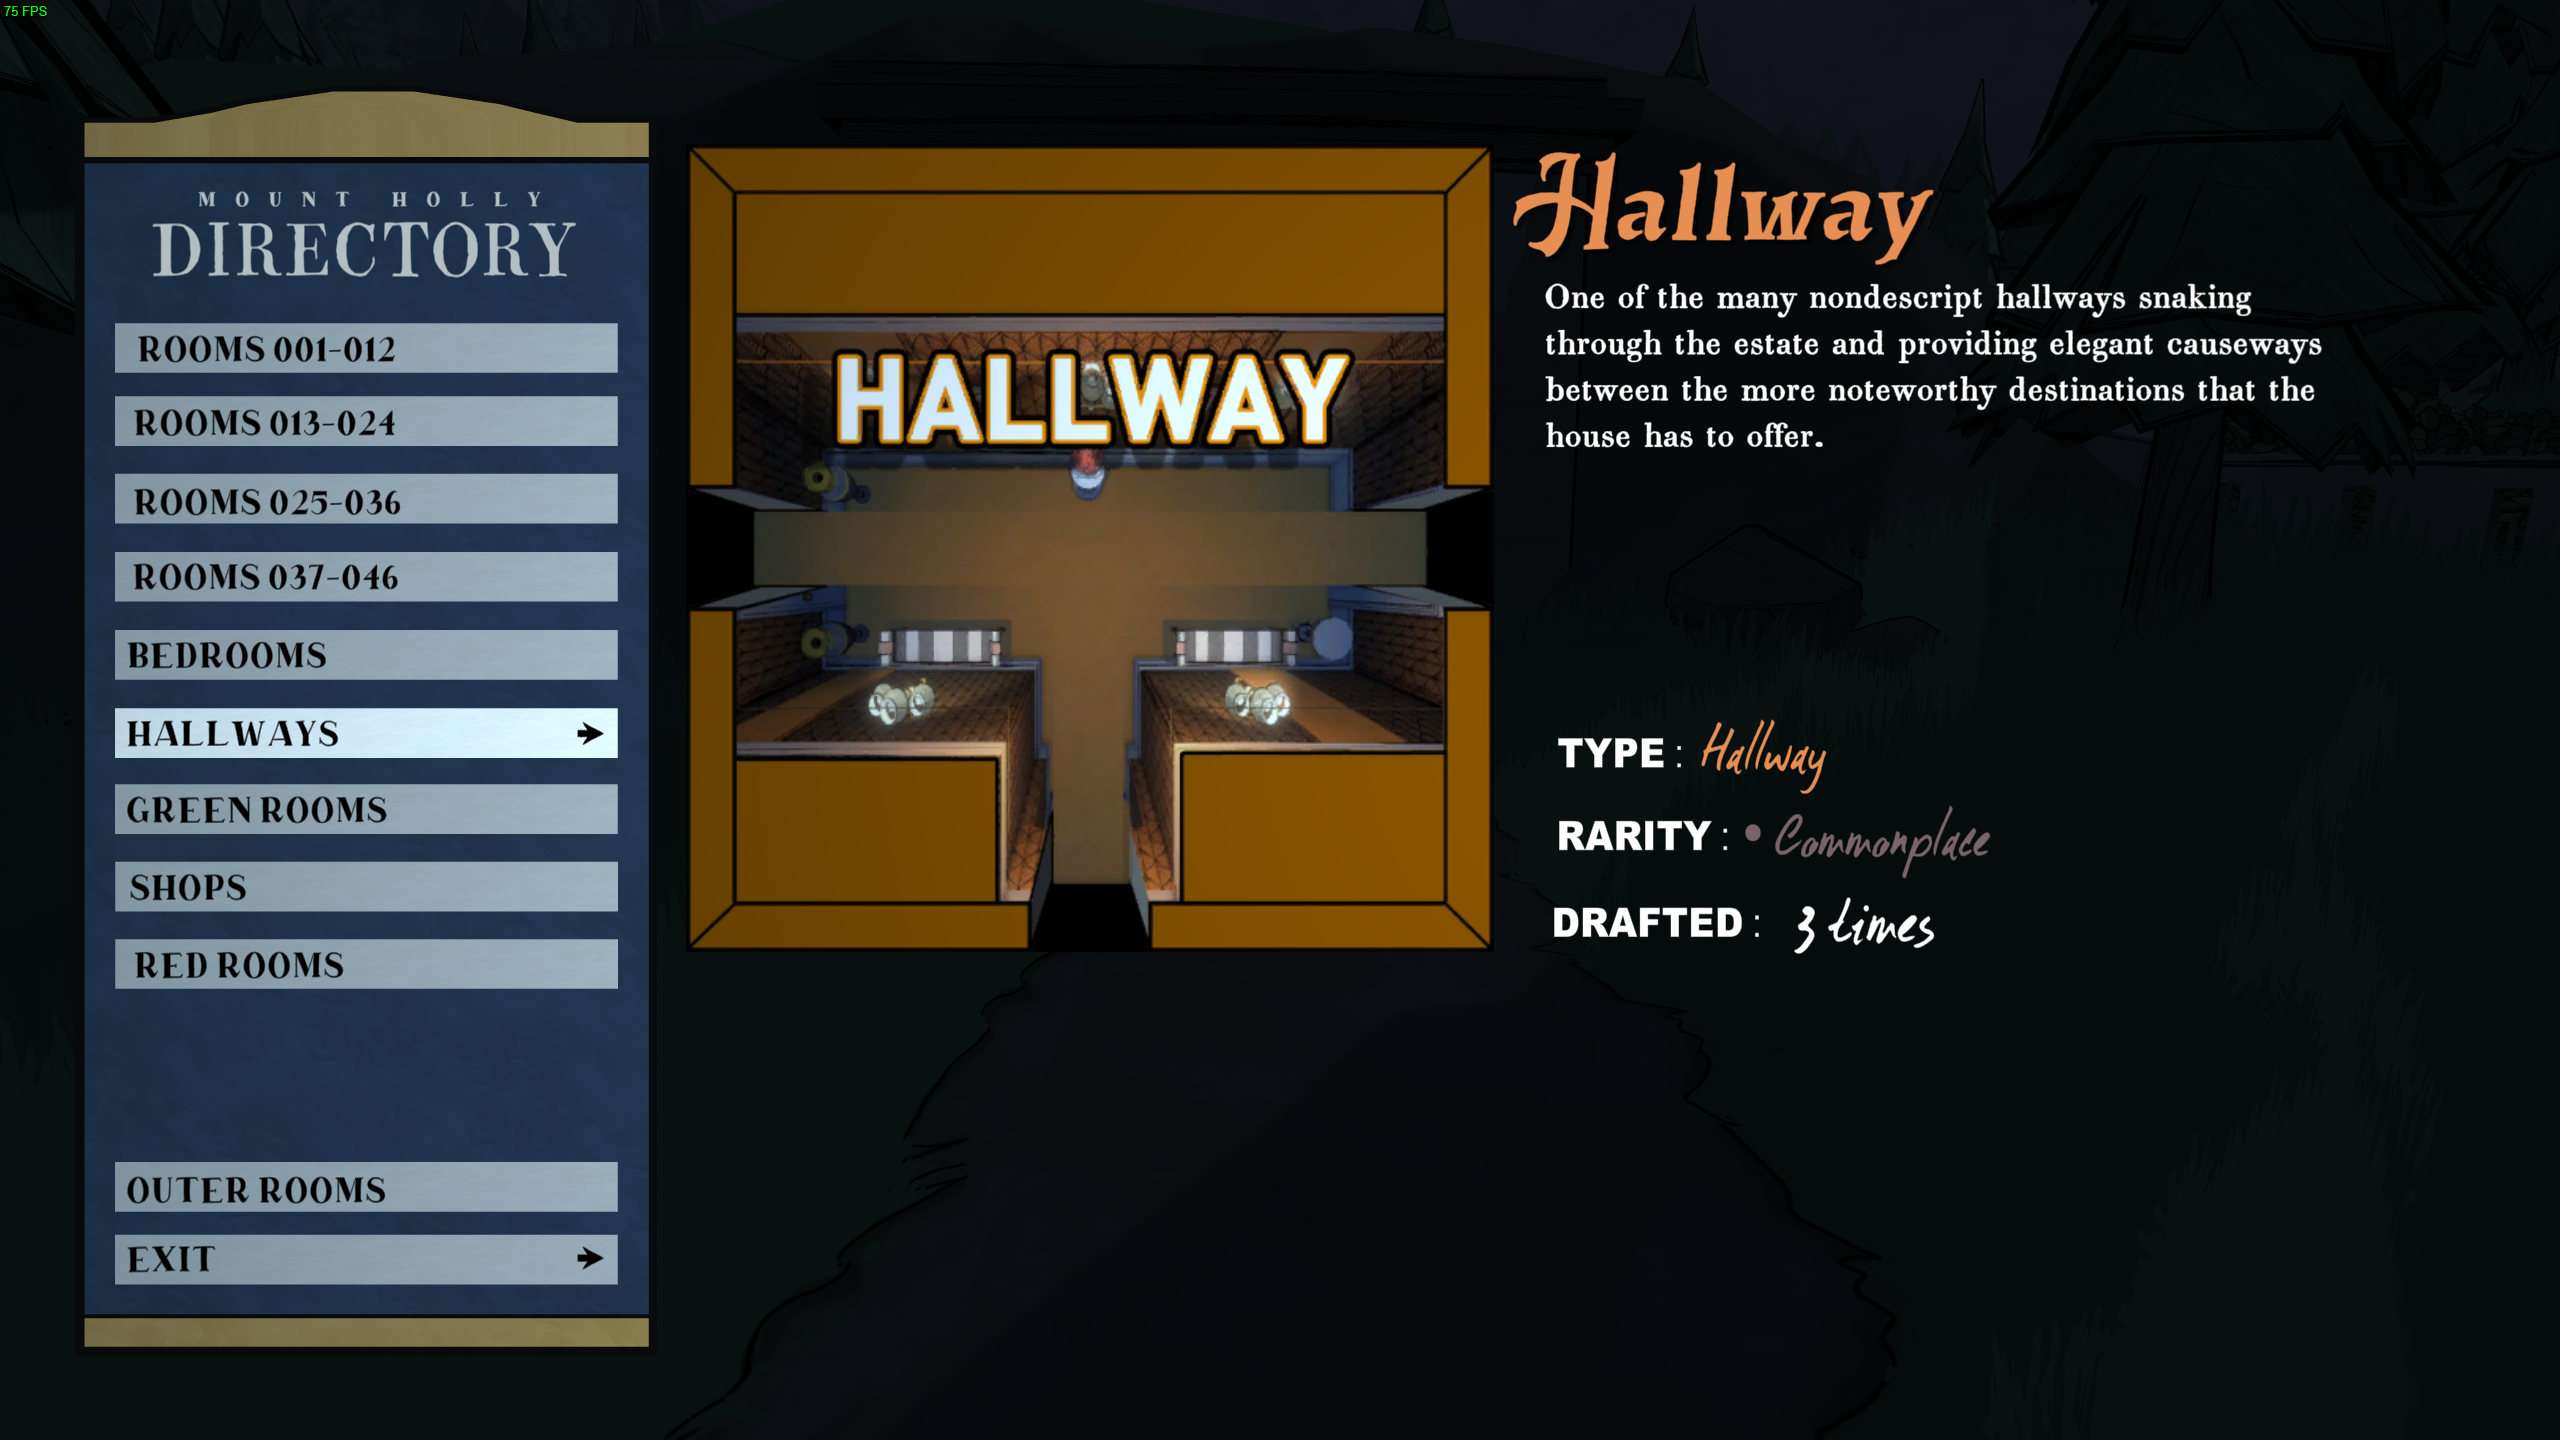 75 FPS
MOUNT HOLLY
DIRECTORY
ROOMS 001-012
ROOMS 013-024
ROOMS 025-036
ROOMS 037-046
BEDROOMS
HALLWAYS
GREEN ROOMS
SHOPS
RED ROOMS
OUTER ROOMS
EXIT
HALLWAY
Hallway
One of the many nondescript hallways snaking
through the estate and providing elegant causeways
between the more noteworthy destinations that the
house has to offer.
TYPE : Hallway
RARITY : • Commonplace
DRAFTED : 3 times